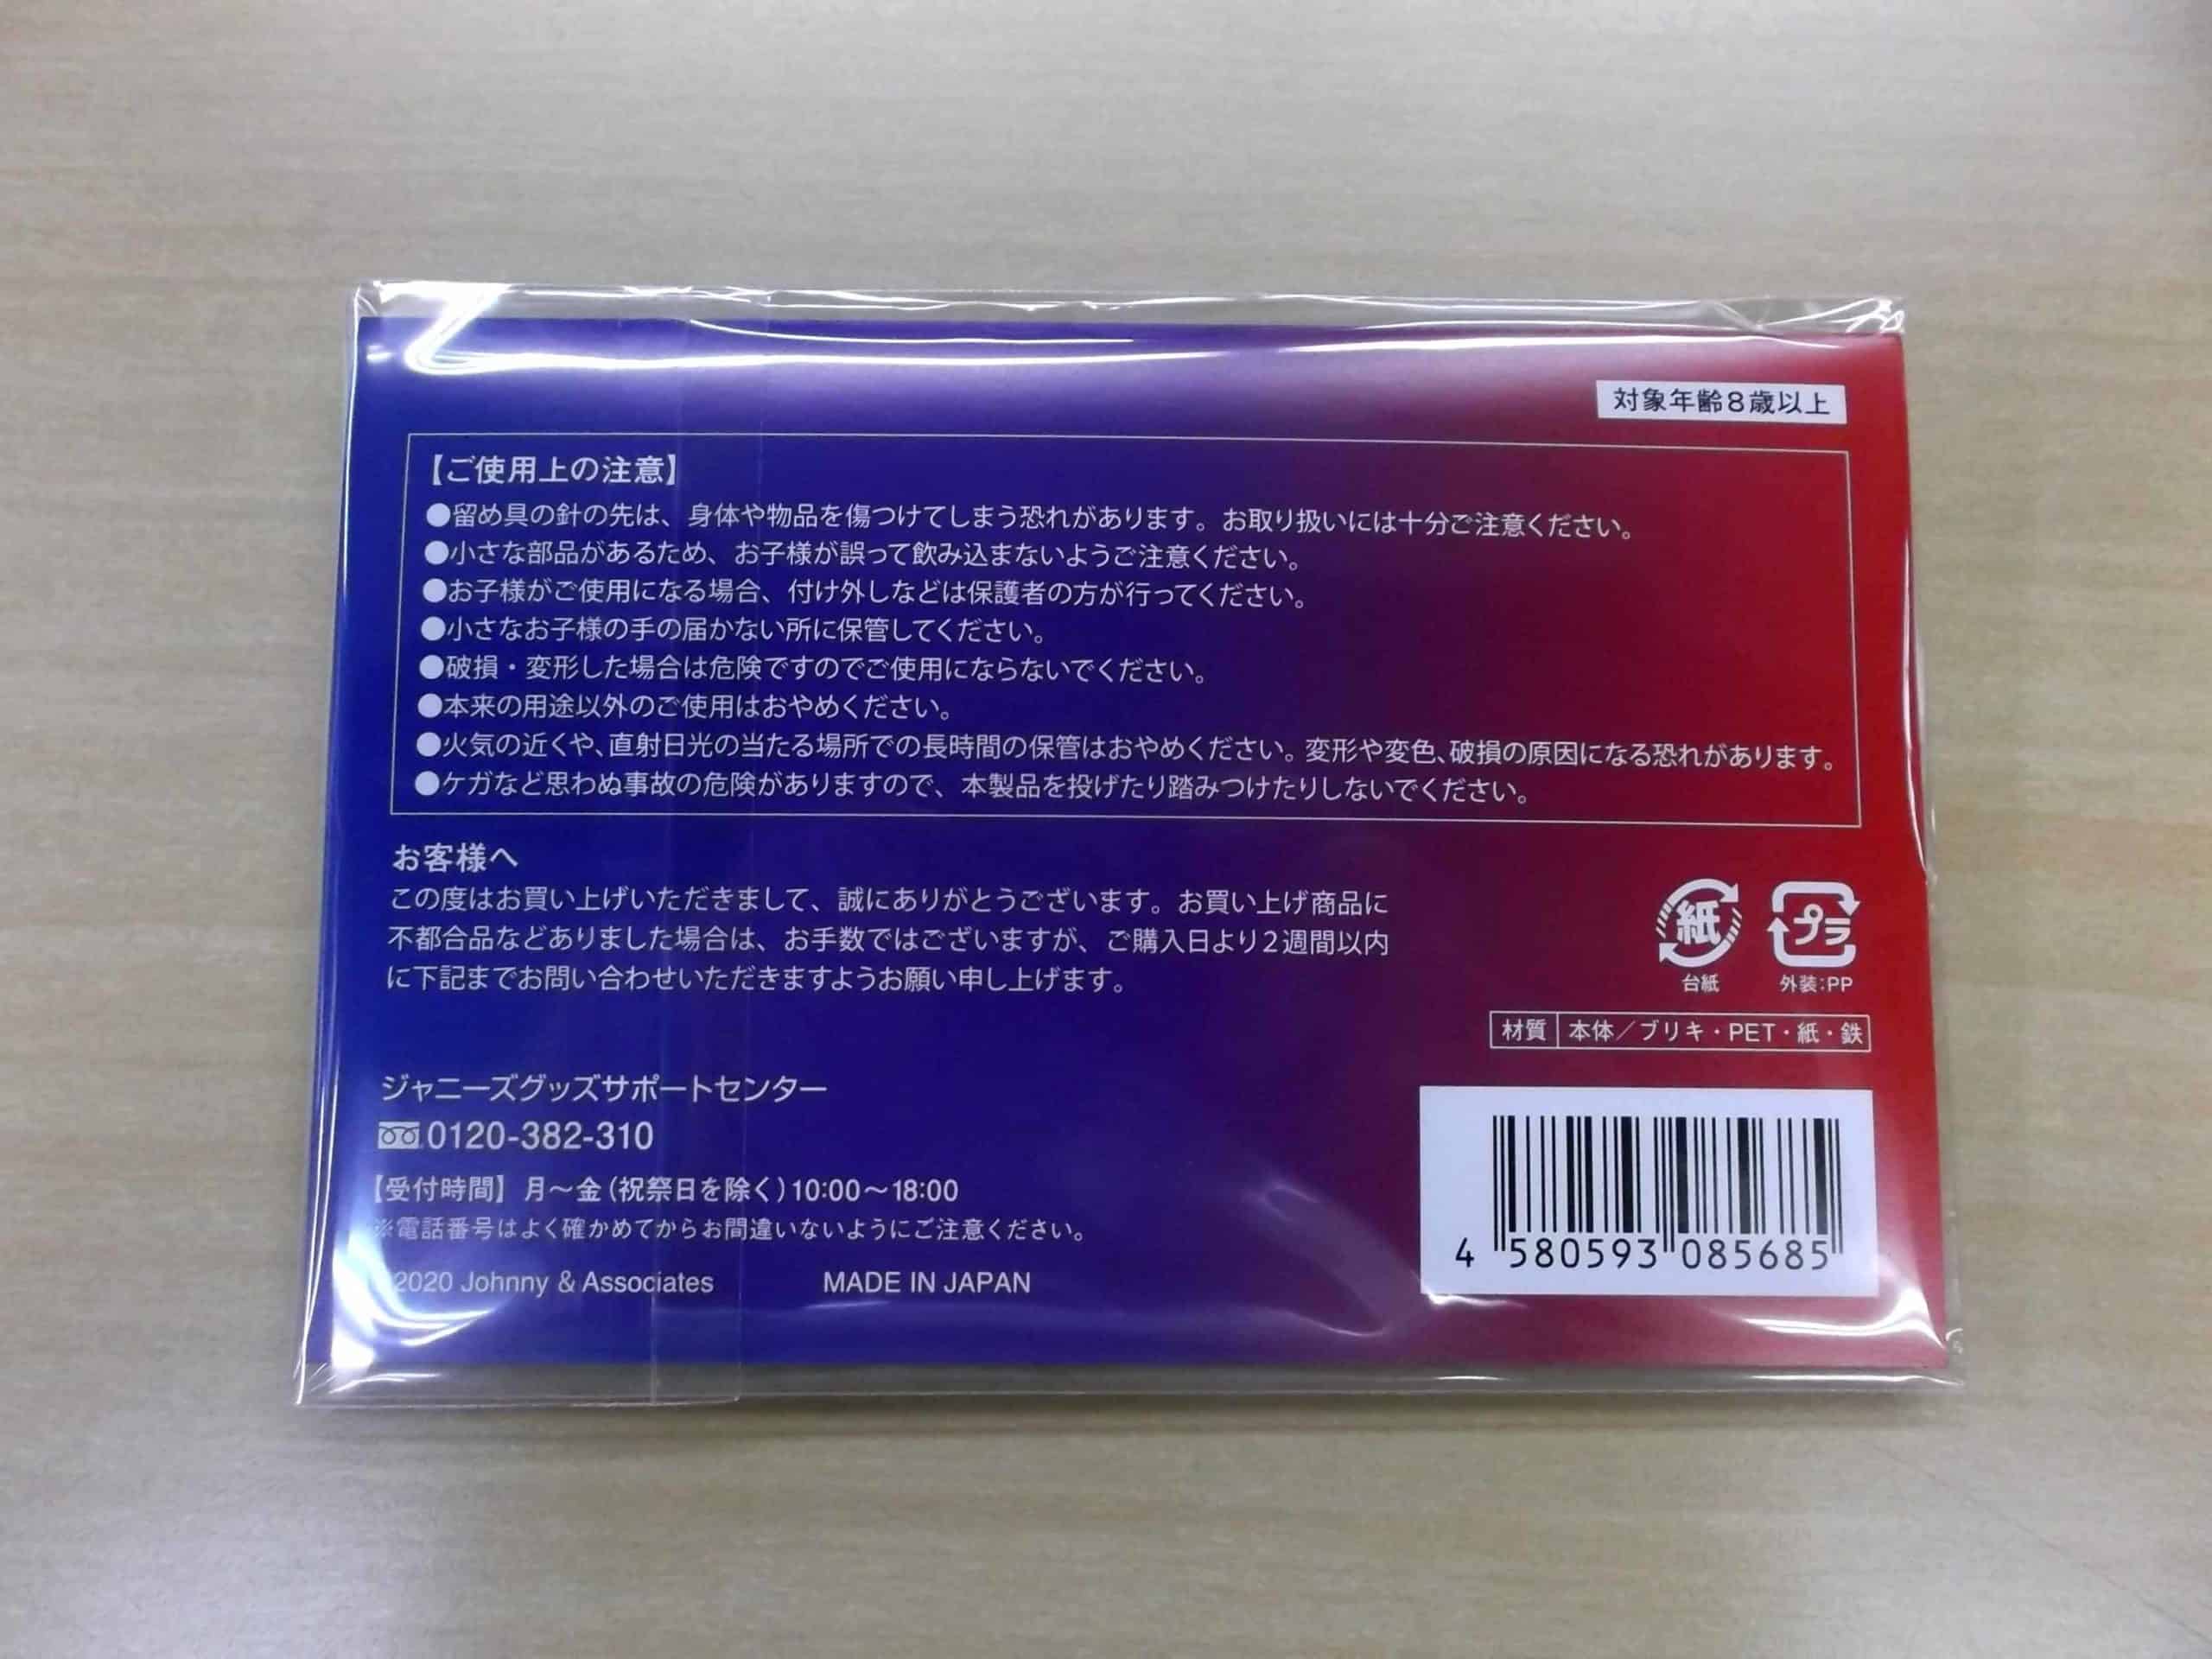 対象年齢8歳以上
【ご使用上の注意】
●留め具の針の先は、身体や物品を傷つけてしまう恐れがあります。お取り扱いには十分ご注意ください。
●小さな部品があるため、お子様が誤って飲み込まないようご注意ください。
●お子様がご使用になる場合、付け外しなどは保護者の方が行ってください。
●小さなお子様の手の届かない所に保管してください。
●破損・変形した場合は危険ですのでご使用にならないでください。
●本来の用途以外のご使用はおやめください。
●火気の近くや、直射日光の当たる場所での長時間の保管はおやめください。変形や変色、破損の原因になる恐れがあります。
●ケガなど思わぬ事故の危険がありますので、本製品を投げたり踏みつけたりしないでください。
お客様へ
この度はお買い上げいただきまして、誠にありがとうございます。お買い上げ商品に
不都合品などありました場合は、お手数ではございますが、ご購入日より2週間以内
に下記までお問い合わせいただきますようお願い申し上げます。
紙 プラ
台紙 外装:PP
材質 本体/ブリキ・PET・紙・鉄
ジャニーズグッズサポートセンター
0120-382-310
【受付時間】月〜金(祝祭日を除く)10:00〜18:00
※電話番号はよく確かめてからお間違いないようにご注意ください。
2020 Johnny & Associates MADE IN JAPAN
4 580593 085685